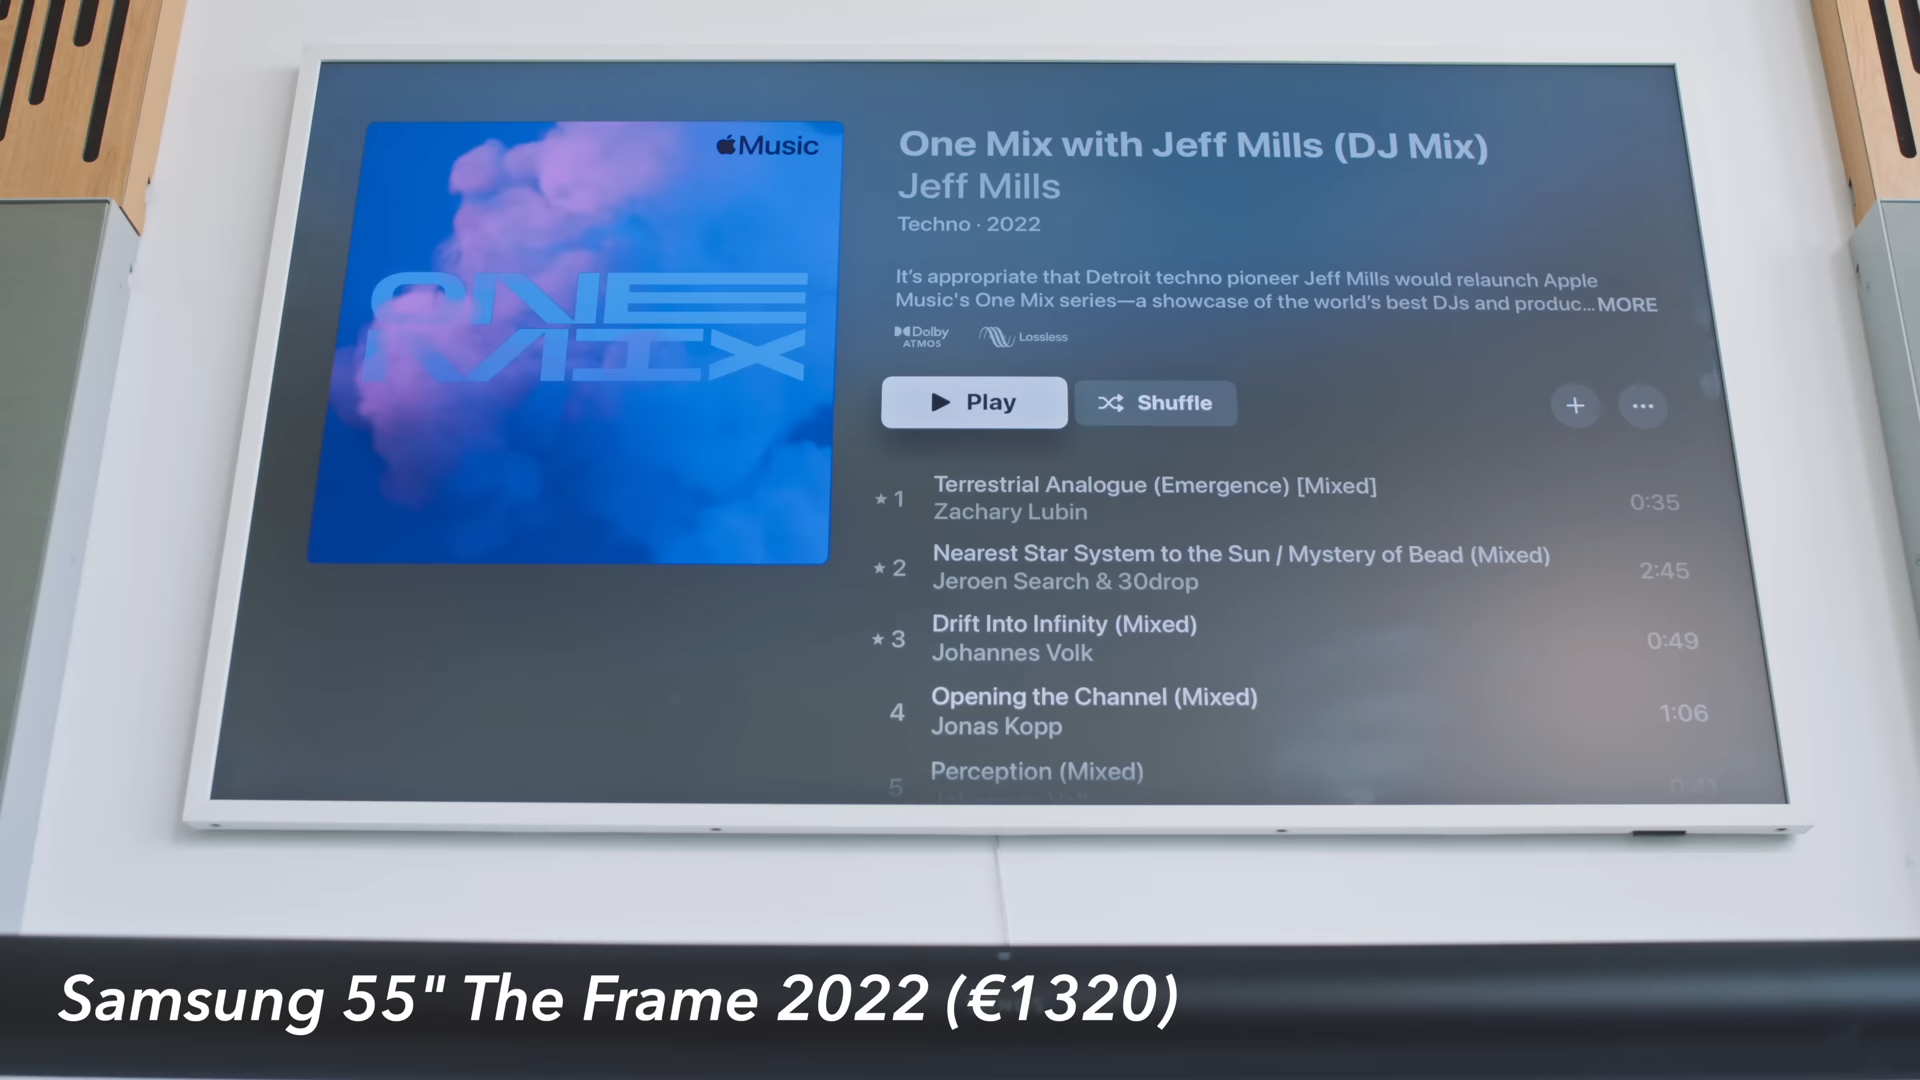 Music
ONE
MIX
One Mix with Jeff Mills (DJ Mix)
Jeff Mills
Techno · 2022
It's appropriate that Detroit techno pioneer Jeff Mills would relaunch Apple
Music's One Mix series—a showcase of the world's best DJs and produc...MORE
Dolby
ATMOS
Lossless
Play
Shuffle
★ 1 Terrestrial Analogue (Emergence) [Mixed] 0:35
Zachary Lubin
★ 2 Nearest Star System to the Sun / Mystery of Bead (Mixed) 2:45
Jeroen Search & 30drop
★ 3 Drift Into Infinity (Mixed) 0:49
Johannes Volk
4 Opening the Channel (Mixed) 1:06
Jonas Kopp
5 Perception (Mixed) 0:41
Samsung 55" The Frame 2022 (€1320)